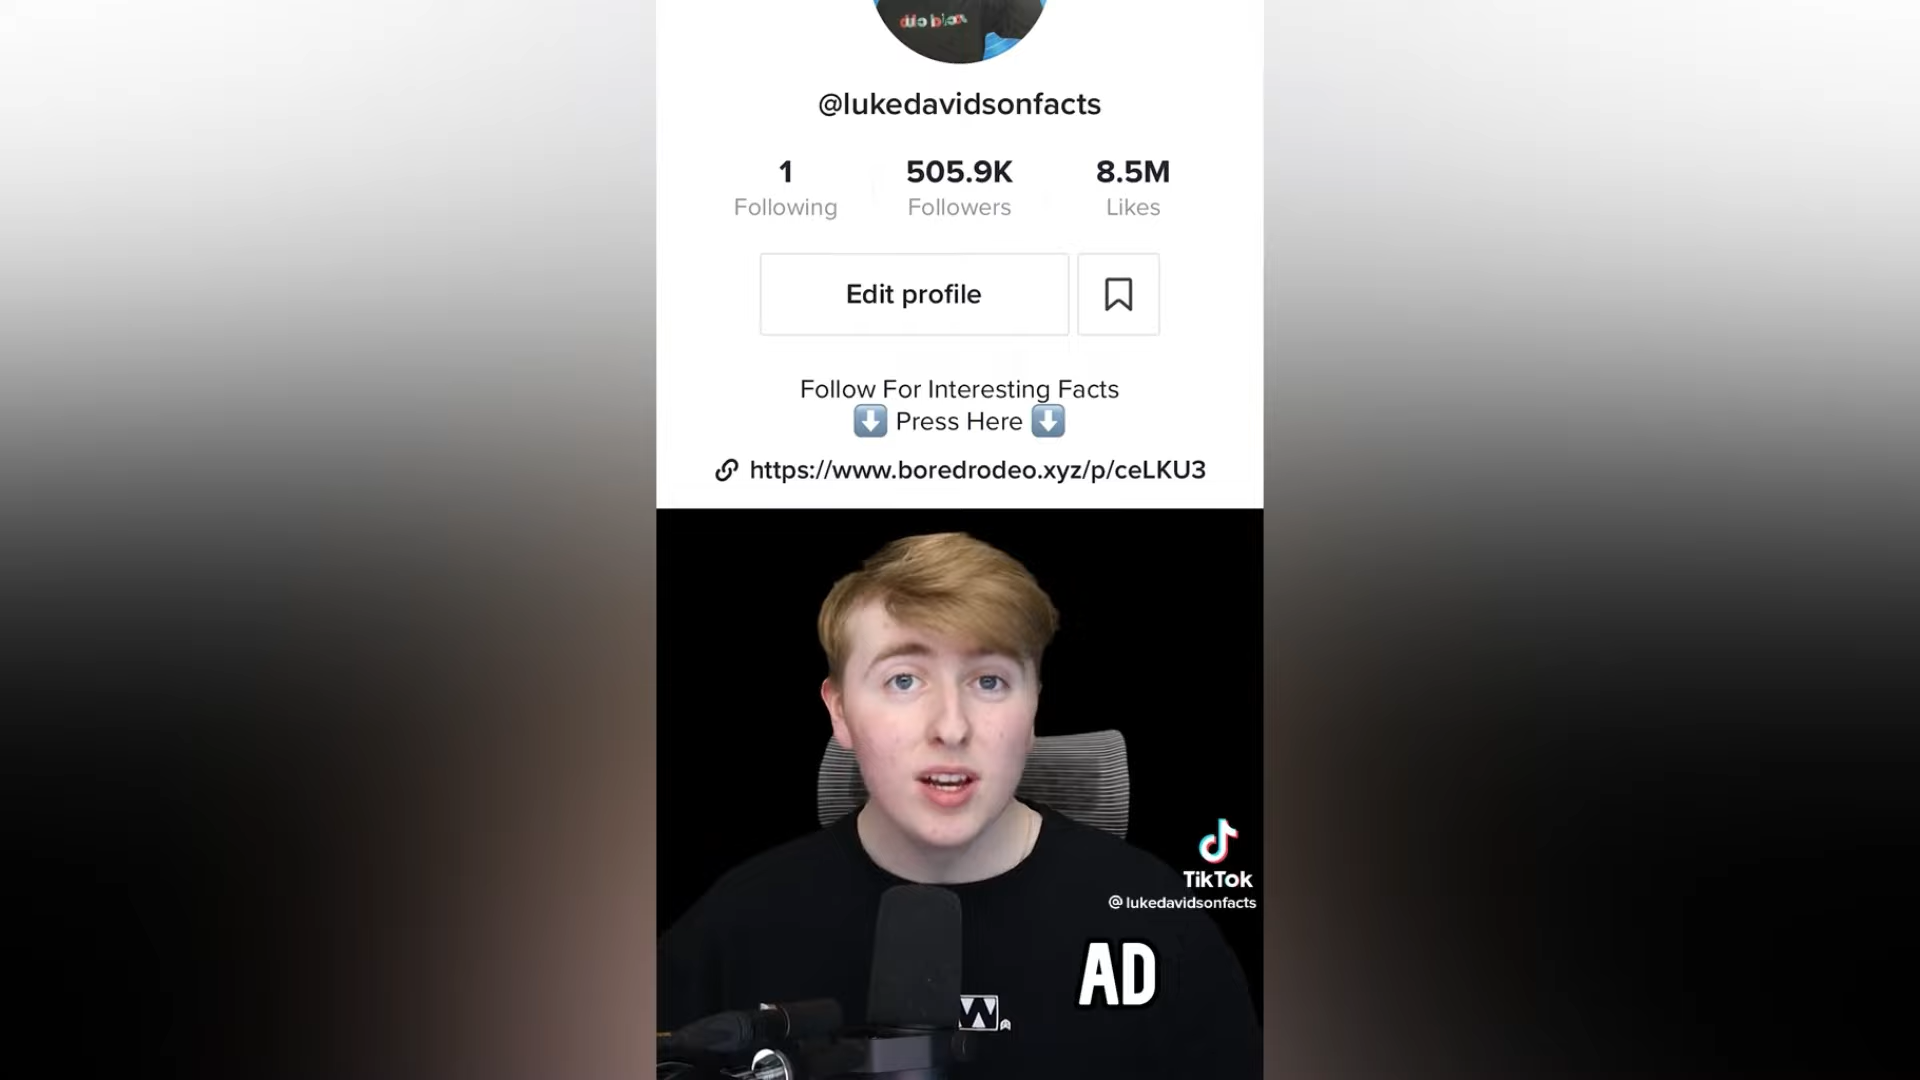 @lukedavidsonfacts
1 505.9K 8.5M
Following Followers Likes
Edit profile
Follow For Interesting Facts
⬇️ Press Here ⬇️
https://www.boredrodeo.xyz/p/ceLKU3
TikTok
@lukedavidsonfacts
AD
W